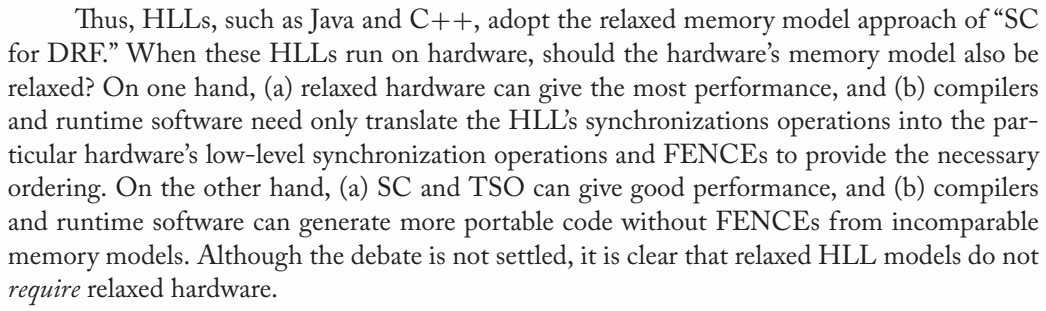 Thus, HLLs, such as Java and C++, adopt the relaxed memory model approach of “SC
for DRF.” When these HLLs run on hardware, should the hardware’s memory model also be
relaxed? On one hand, (a) relaxed hardware can give the most performance, and (b) compilers
and runtime software need only translate the HLL’s synchronizations operations into the par-
ticular hardware’s low-level synchronization operations and FENCEs to provide the necessary
ordering. On the other hand, (a) SC and TSO can give good performance, and (b) compilers
and runtime software can generate more portable code without FENCEs from incomparable
memory models. Although the debate is not settled, it is clear that relaxed HLL models do not
require relaxed hardware.